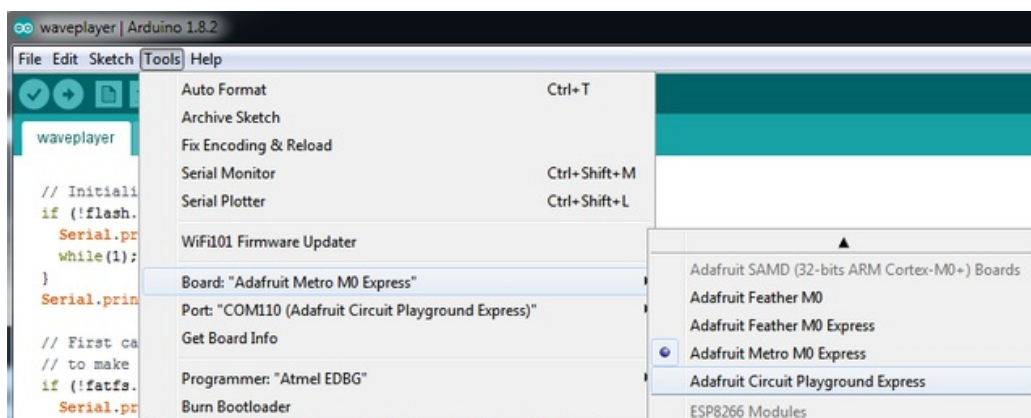 waveplayer | Arduino 1.8.2
File Edit Sketch Tools Help
Auto Format Ctrl+T
Archive Sketch
Fix Encoding & Reload
Serial Monitor Ctrl+Shift+M
Serial Plotter Ctrl+Shift+L
WiFi101 Firmware Updater
Board: "Adafruit Metro M0 Express"
Port: "COM110 (Adafruit Circuit Playground Express)"
Get Board Info
Programmer: "Atmel EDBG"
Burn Bootloader
waveplayer
// Initiali
if (!flash.
Serial.pr
while(1);
}
Serial.prin
// First ca
// to make
if (!fatfs.
Serial.pr
Adafruit SAMD (32-bits ARM Cortex-M0+) Boards
Adafruit Feather M0
Adafruit Feather M0 Express
Adafruit Metro M0 Express
Adafruit Circuit Playground Express
ESP8266 Modules